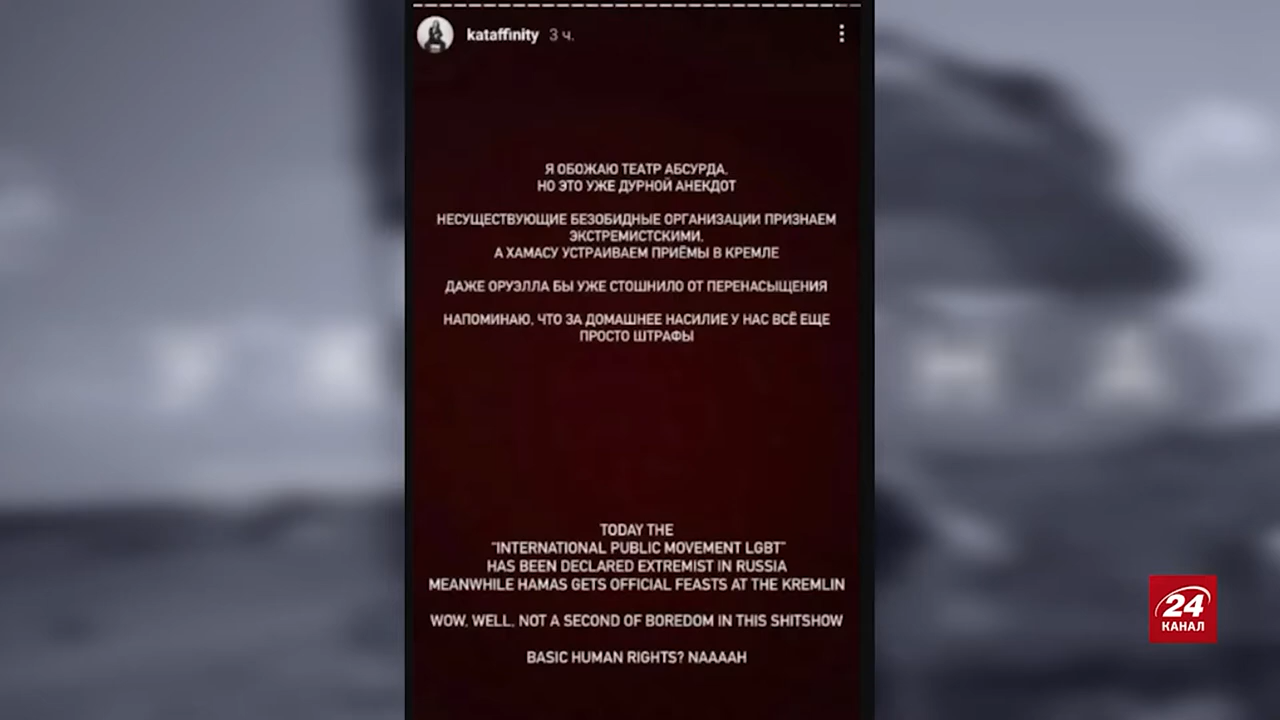 kataffinity 3 ч.
Я ОБОЖАЮ ТЕАТР АБСУРДА.
НО ЭТО УЖЕ ДУРНОЙ АНЕКДОТ
НЕСУЩЕСТВУЮЩИЕ БЕЗОБИДНЫЕ ОРГАНИЗАЦИИ ПРИЗНАЕМ
ЭКСТРЕМИСТСКИМИ.
А ХАМАСУ УСТРАИВАЕМ ПРИЁМЫ В КРЕМЛЕ
ДАЖЕ ОРУЭЛЛА БЫ УЖЕ СТОШНИЛО ОТ ПЕРЕНАСЫЩЕНИЯ
НАПОМИНАЮ, ЧТО ЗА ДОМАШНЕЕ НАСИЛИЕ У НАС ВСЁ ЕЩЕ
ПРОСТО ШТРАФЫ
TODAY THE
"INTERNATIONAL PUBLIC MOVEMENT LGBT"
HAS BEEN DECLARED EXTREMIST IN RUSSIA
MEANWHILE HAMAS GETS OFFICIAL FEASTS AT THE KREMLIN
WOW, WELL, NOT A SECOND OF BOREDOM IN THIS SHITSHOW
BASIC HUMAN RIGHTS? NAAAAH
24
КАНАЛ